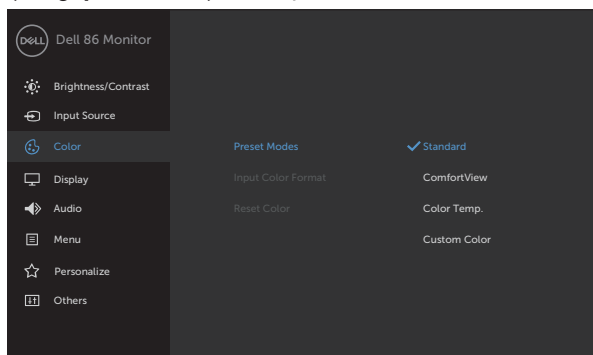 DELL Dell 86 Monitor
Brightness/Contrast
Input Source
Color Preset Modes Standard
Input Color Format ComfortView
Display
Reset Color Color Temp.
Audio
Menu Custom Color
Personalize
Others